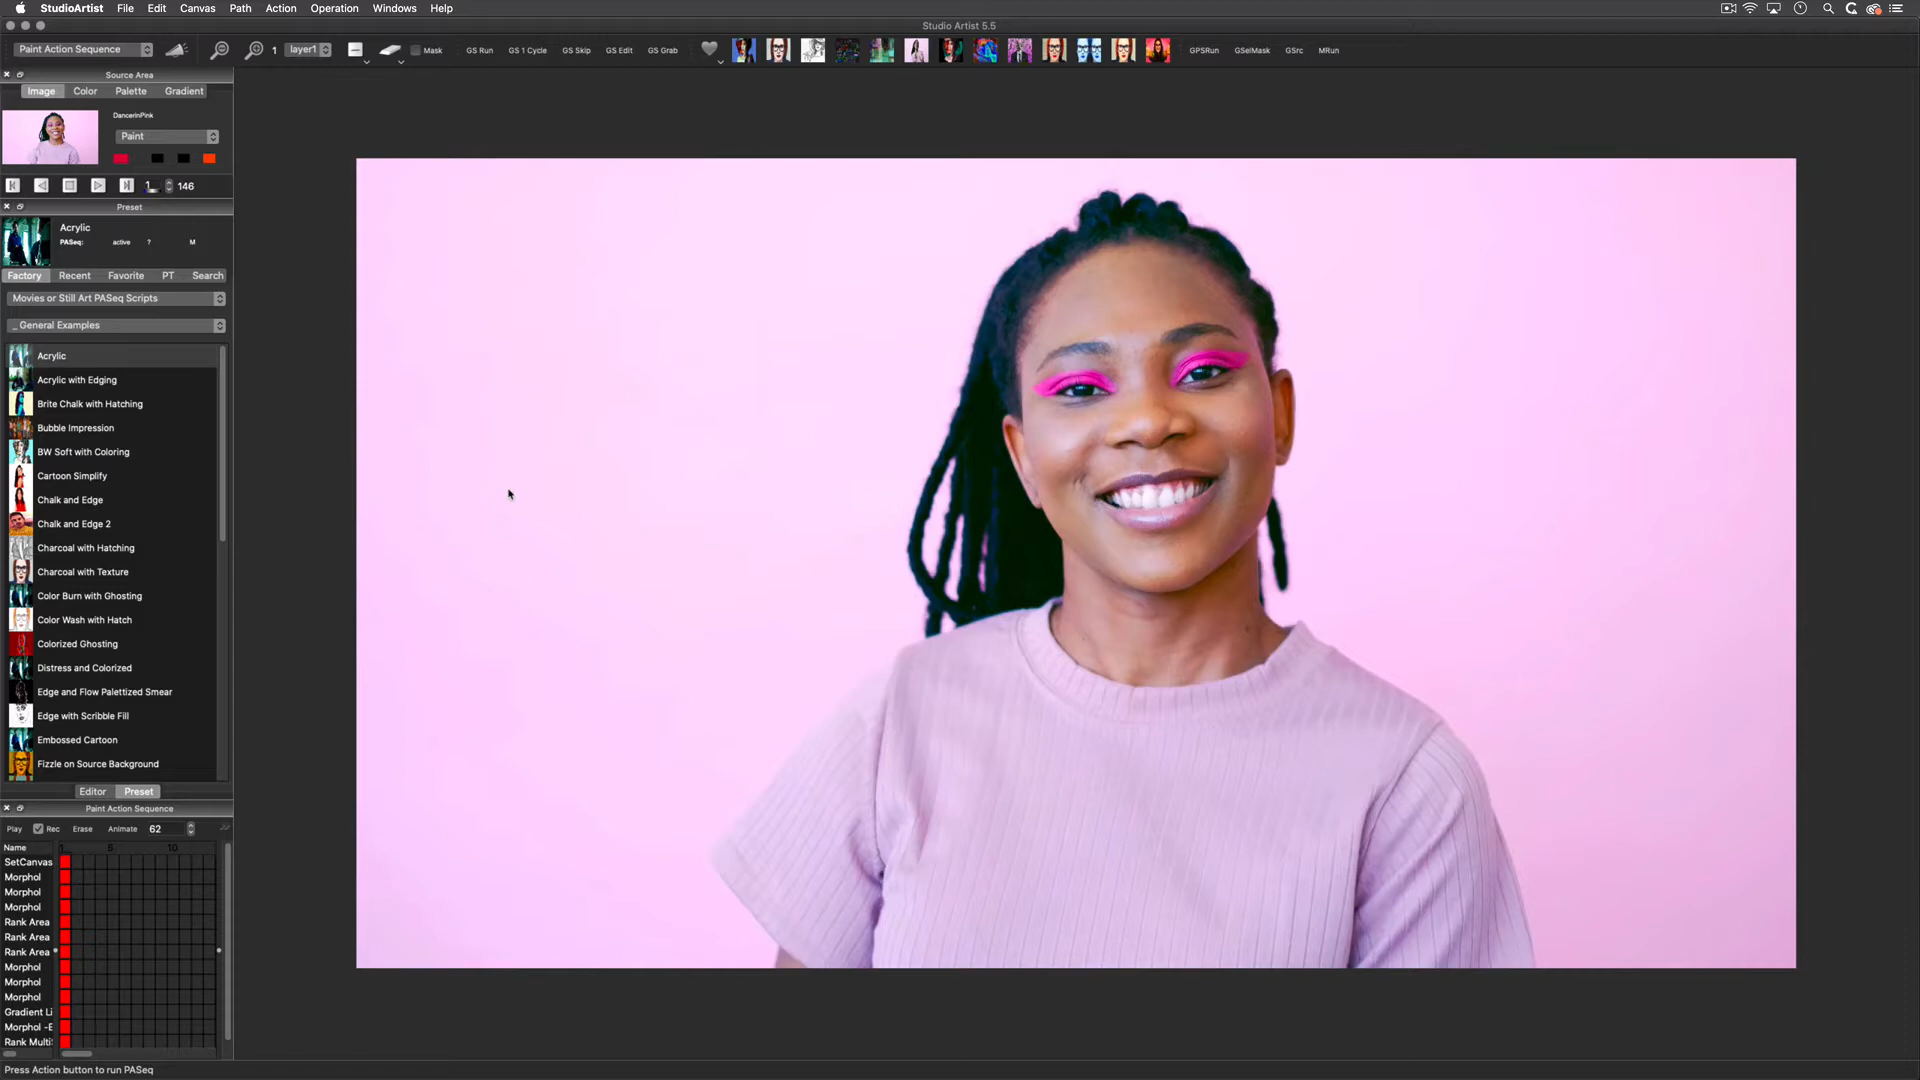 StudioArtist File Edit Canvas Path Action Operation Windows Help
Studio Artist 5.5
Paint Action Sequence 1 layer1 Mask GS Run GS 1 Cycle GS Skip GS Edit GS Grab GPSRun GSelMask GSrc MRun
Source Area
Image Color Palette Gradient
DancerInPink
Paint
1 146
Preset
Acrylic
PASeq: active ? M
Factory Recent Favorite PT Search
Movies or Still Art PASeq Scripts
_ General Examples
Acrylic
Acrylic with Edging
Brite Chalk with Hatching
Bubble Impression
BW Soft with Coloring
Cartoon Simplify
Chalk and Edge
Chalk and Edge 2
Charcoal with Hatching
Charcoal with Texture
Color Burn with Ghosting
Color Wash with Hatch
Colorized Ghosting
Distress and Colorized
Edge and Flow Palettized Smear
Edge with Scribble Fill
Embossed Cartoon
Fizzle on Source Background
Editor Preset
Paint Action Sequence
Play Rec Erase Animate 62
Name 1 5 10
SetCanvas
Morphol
Morphol
Morphol
Rank Area
Rank Area
Rank Area
Morphol
Morphol
Morphol
Gradient Li
Morphol -E
Rank Multi
Press Action button to run PASeq